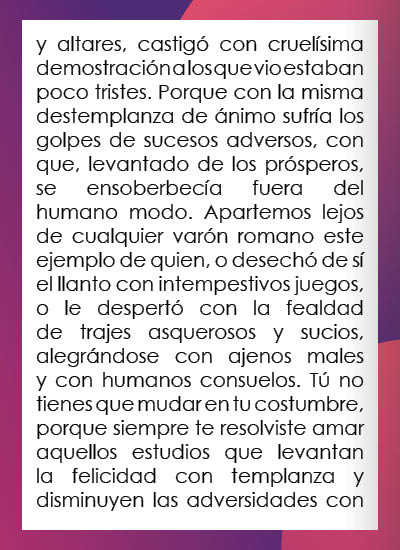 y altares, castigó con cruelísima
demostración a los que vio estaban
poco tristes. Porque con la misma
destemplanza de ánimo sufría los
golpes de sucesos adversos, con
que, levantado de los prósperos,
se ensoberbecía fuera del
humano modo. Apartemos lejos
de cualquier varón romano este
ejemplo de quien, o desechó de sí
el llanto con intempestivos juegos,
o le despertó con la fealdad
de trajes asquerosos y sucios,
alegrándose con ajenos males
y con humanos consuelos. Tú no
tienes que mudar en tu costumbre,
porque siempre te resolviste amar
aquellos estudios que levantan
la felicidad con templanza y
disminuyen las adversidades con